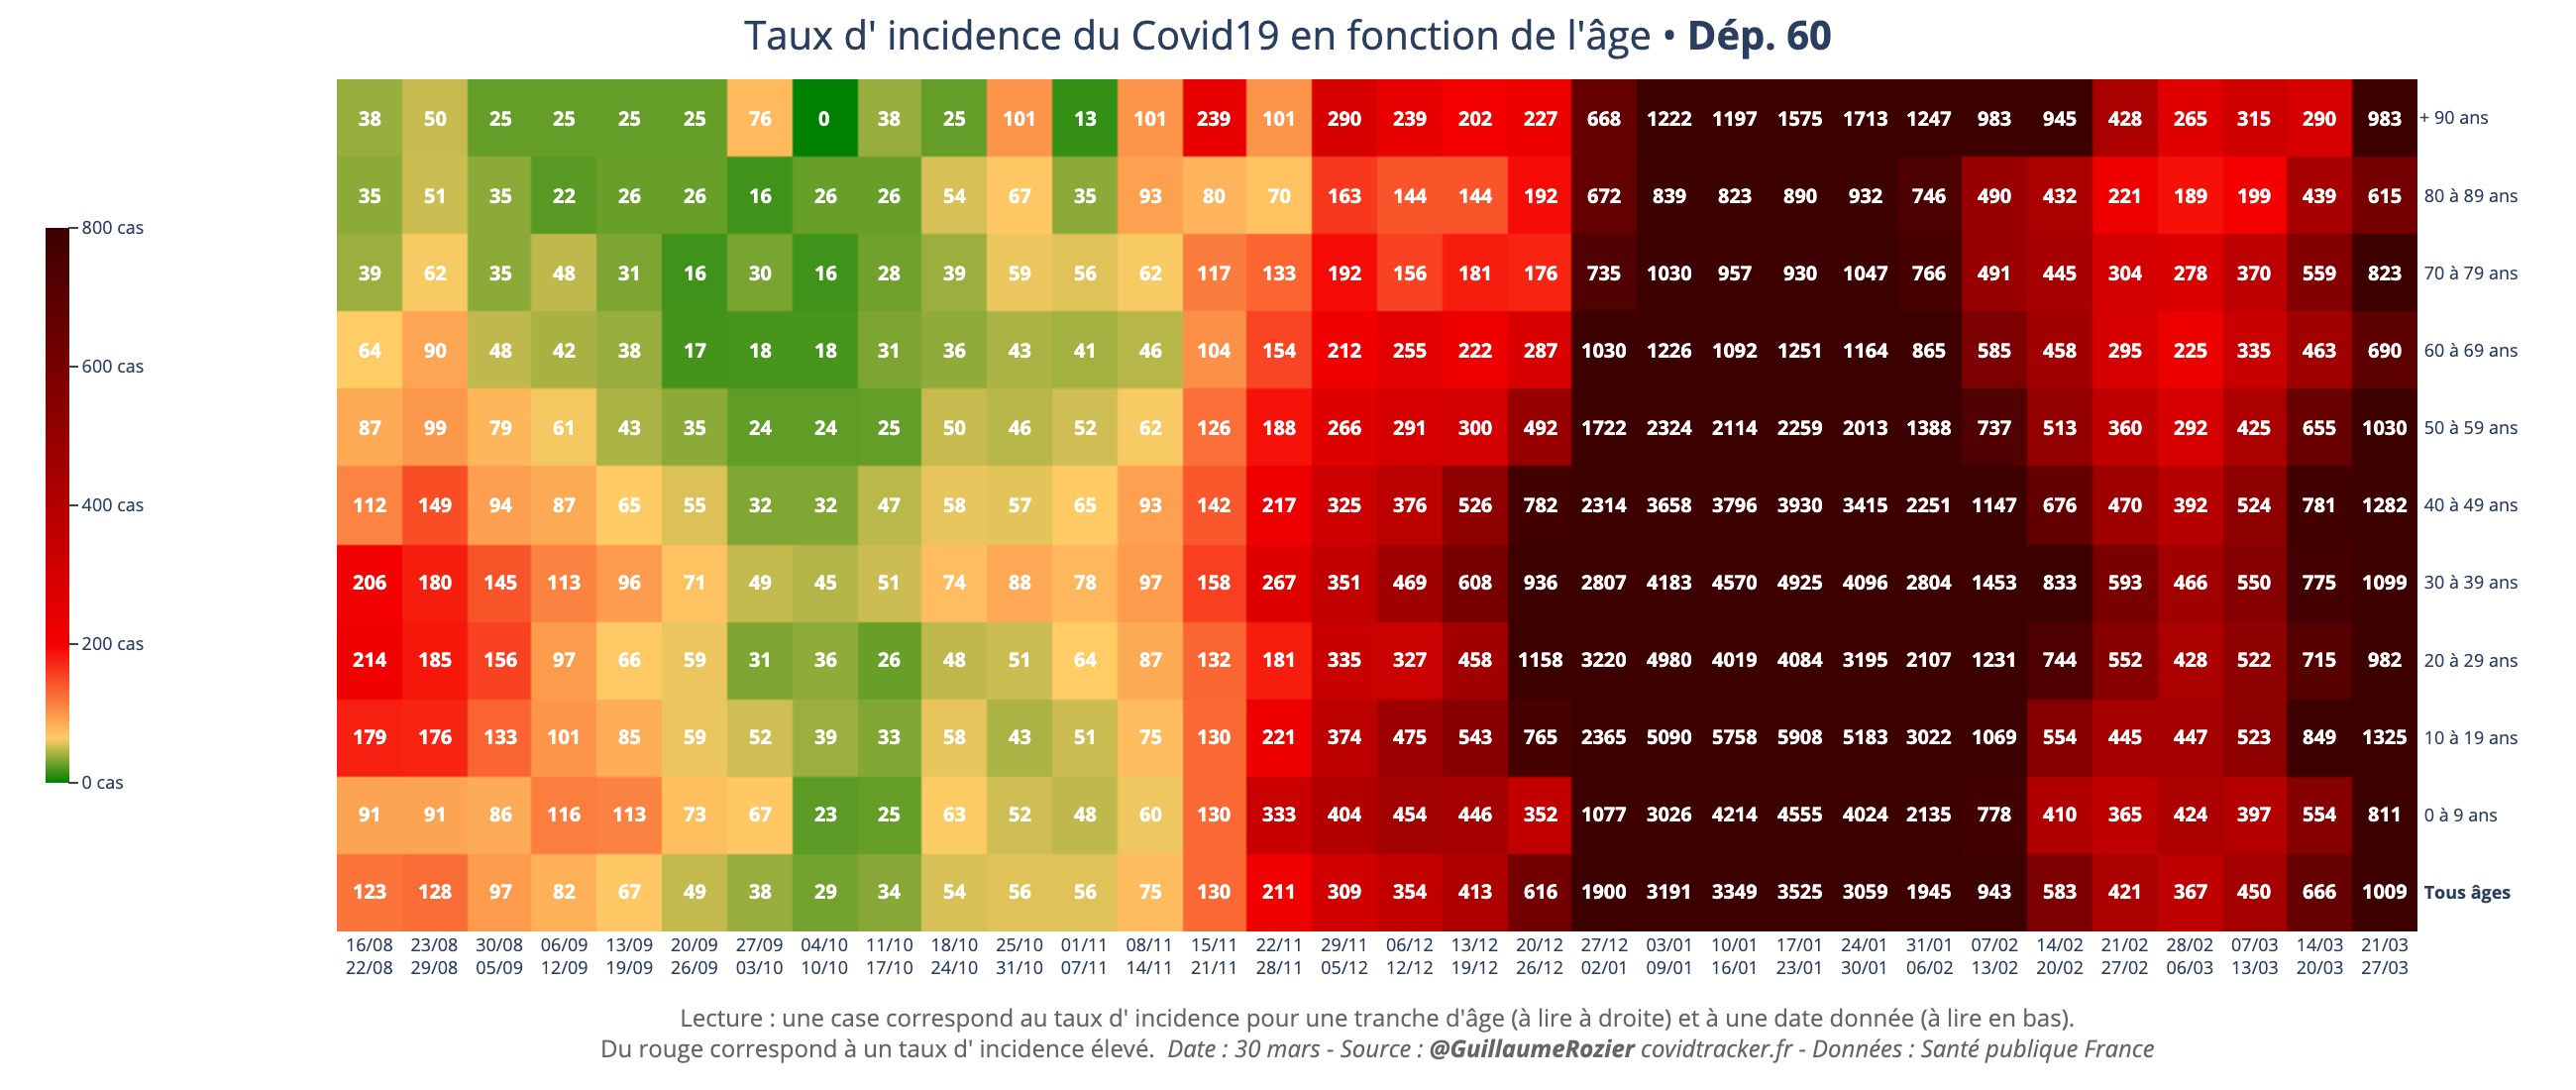 Taux d' incidence du Covid19 en fonction de l'âge • Dép. 60
38 50 25 25 25 25 76 0 38 25 101 13 101 239 101 290 239 202 227 668 1222 1197 1575 1713 1247 983 945 428 265 315 290 983 + 90 ans
35 51 35 22 26 26 16 26 26 54 67 35 93 80 70 163 144 144 192 672 839 823 890 932 746 490 432 221 189 199 439 615 80 à 89 ans
800 cas
39 62 35 48 31 16 30 16 28 39 59 56 62 117 133 192 156 181 176 735 1030 957 930 1047 766 491 445 304 278 370 559 823 70 à 79 ans
64 90 48 42 38 17 18 18 31 36 43 41 46 104 154 212 255 222 287 1030 1226 1092 1251 1164 865 585 458 295 225 335 463 690 60 à 69 ans
600 cas
87 99 79 61 43 35 24 24 25 50 46 52 62 126 188 266 291 300 492 1722 2324 2114 2259 2013 1388 737 513 360 292 425 655 1030 50 à 59 ans
400 cas
112 149 94 87 65 55 32 32 47 58 57 65 93 142 217 325 376 526 782 2314 3658 3796 3930 3415 2251 1147 676 470 392 524 781 1282 40 à 49 ans
206 180 145 113 96 71 49 45 51 74 88 78 97 158 267 351 469 608 936 2807 4183 4570 4925 4096 2804 1453 833 593 466 550 775 1099 30 à 39 ans
200 cas
214 185 156 97 66 59 31 36 26 48 51 64 87 132 181 335 327 458 1158 3220 4980 4019 4084 3195 2107 1231 744 552 428 522 715 982 20 à 29 ans
179 176 133 101 85 59 52 39 33 58 43 51 75 130 221 374 475 543 765 2365 5090 5758 5908 5183 3022 1069 554 445 447 523 849 1325 10 à 19 ans
0 cas
91 91 86 116 113 73 67 23 25 63 52 48 60 130 333 404 454 446 352 1077 3026 4214 4555 4024 2135 778 410 365 424 397 554 811 0 à 9 ans
123 128 97 82 67 49 38 29 34 54 56 56 75 130 211 309 354 413 616 1900 3191 3349 3525 3059 1945 943 583 421 367 450 666 1009 Tous âges
16/08 23/08 30/08 06/09 13/09 20/09 27/09 04/10 11/10 18/10 25/10 01/11 08/11 15/11 22/11 29/11 06/12 13/12 20/12 27/12 03/01 10/01 17/01 24/01 31/01 07/02 14/02 21/02 28/02 07/03 14/03 21/03
22/08 29/08 05/09 12/09 19/09 26/09 03/10 10/10 17/10 24/10 31/10 07/11 14/11 21/11 28/11 05/12 12/12 19/12 26/12 02/01 09/01 16/01 23/01 30/01 06/02 13/02 20/02 27/02 06/03 13/03 20/03 27/03
Lecture : une case correspond au taux d' incidence pour une tranche d'âge (à lire à droite) et à une date donnée (à lire en bas).
Du rouge correspond à un taux d' incidence élevé. Date : 30 mars - Source : @GuillaumeRozier covidtracker.fr - Données : Santé publique France